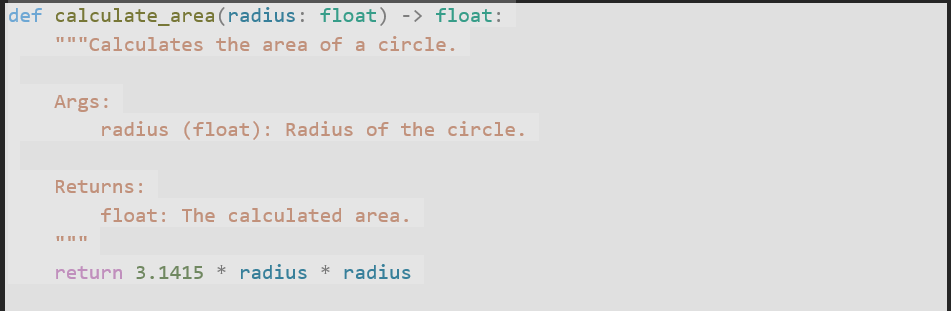 def calculate_area(radius: float) -> float:
    """Calculates the area of a circle.
    Args:
        radius (float): Radius of the circle.
    Returns:
        float: The calculated area.
    """
    return 3.1415 * radius * radius